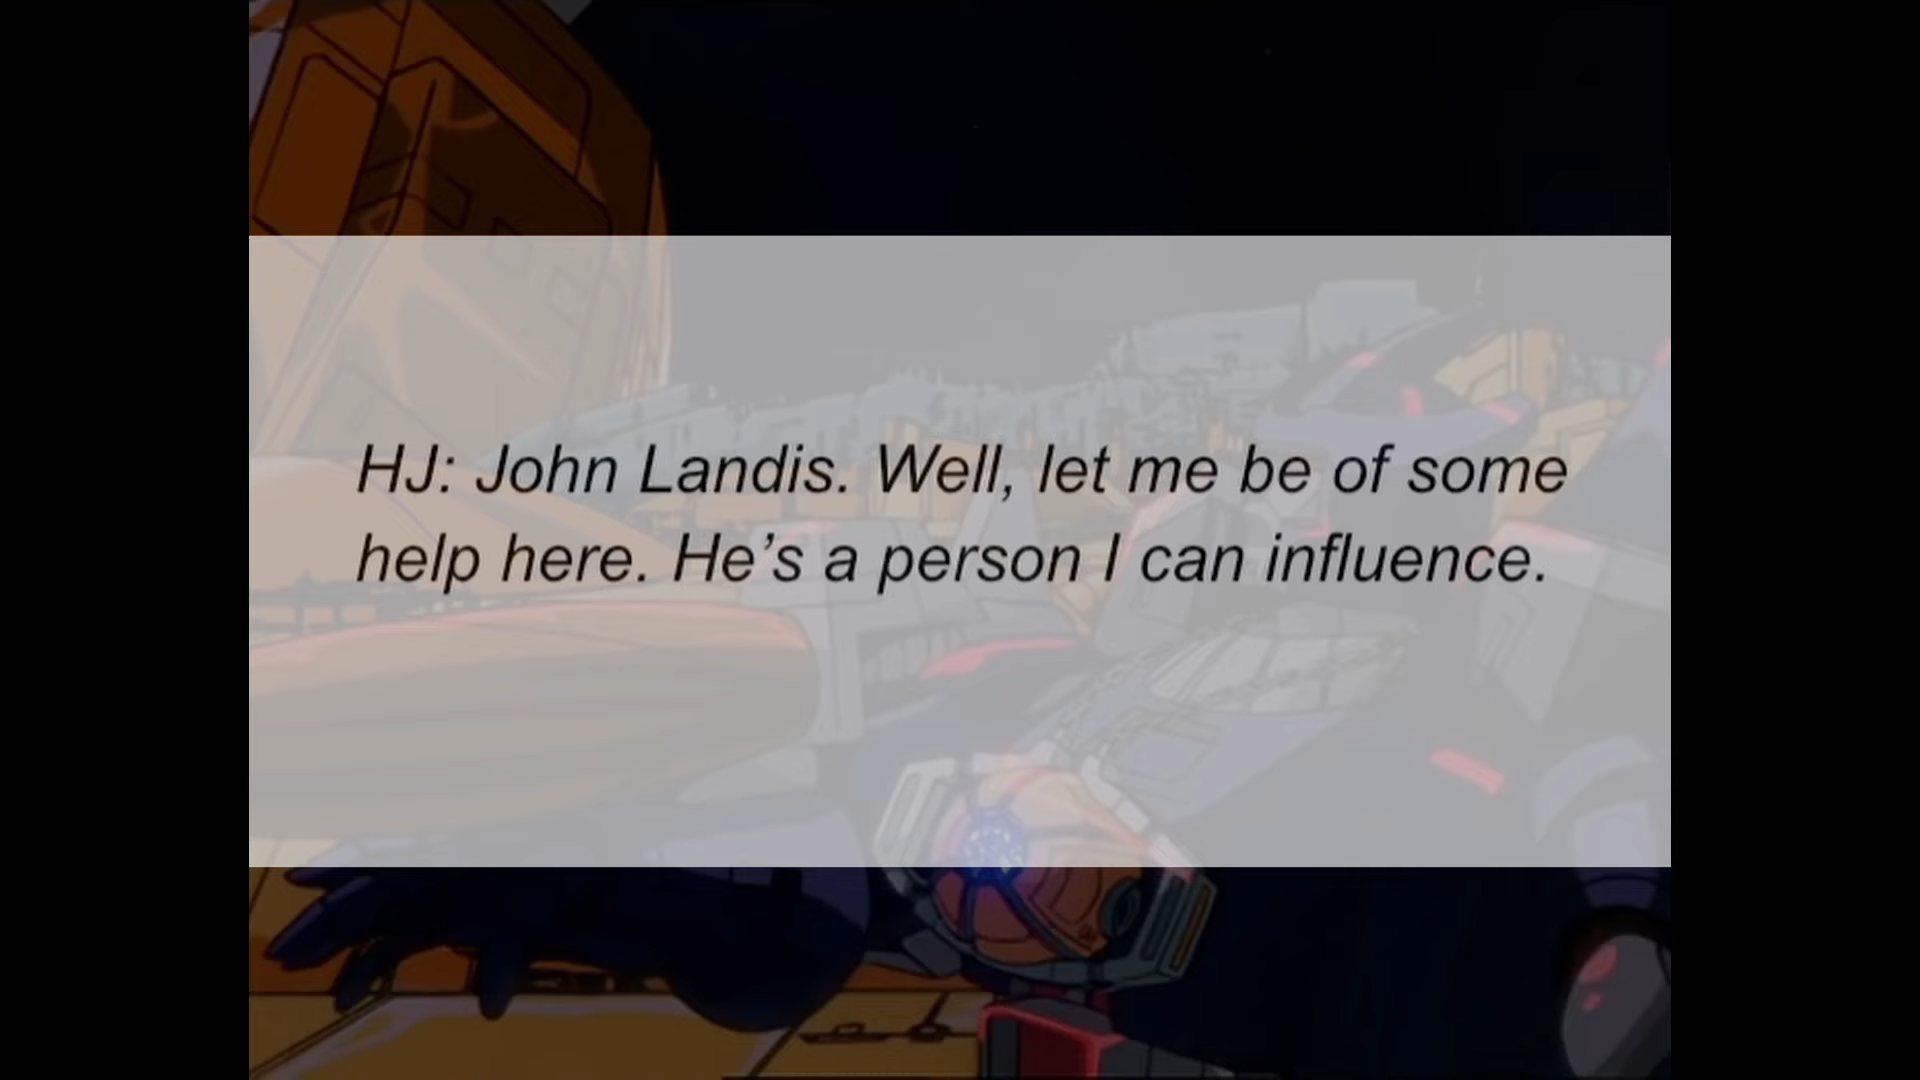 HJ: John Landis. Well, let me be of some
help here. He’s a person I can influence.